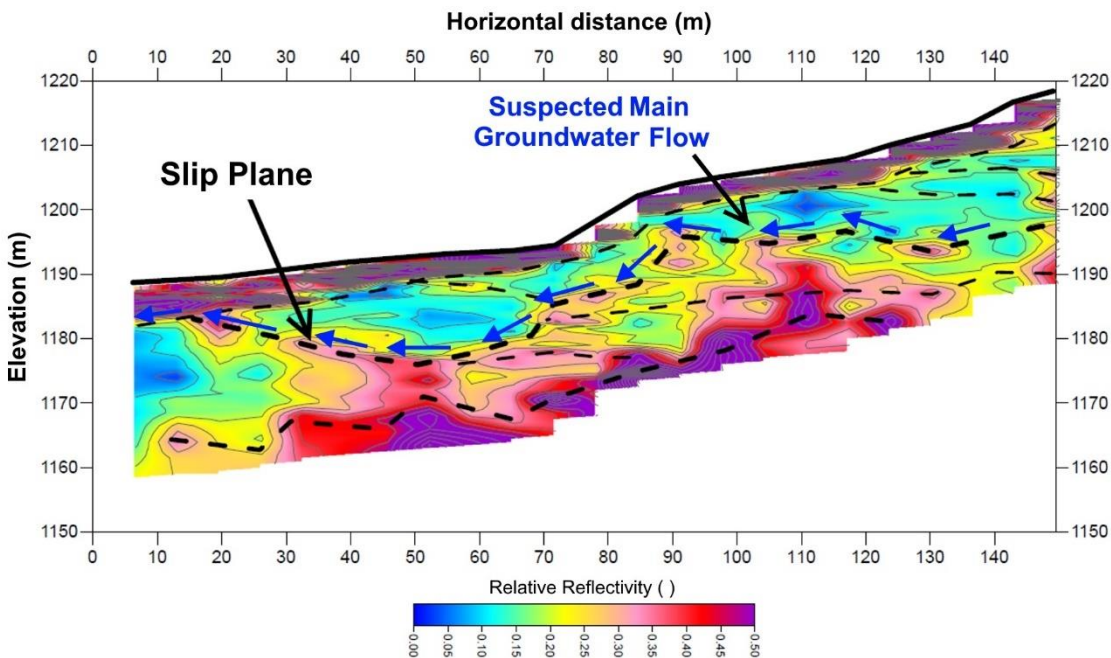 Horizontal distance (m)
0 10 20 30 40 50 60 70 80 90 100 110 120 130 140
1220 1220
Suspected Main
Groundwater Flow
1210 1210
Slip Plane
1200 1200
Elevation (m)
1190 1190
1180 1180
1170 1170
1160 1160
1150 1150
0 10 20 30 40 50 60 70 80 90 100 110 120 130 140
Relative Reflectivity ( )
0.00 0.05 0.10 0.15 0.20 0.25 0.30 0.35 0.40 0.45 0.50